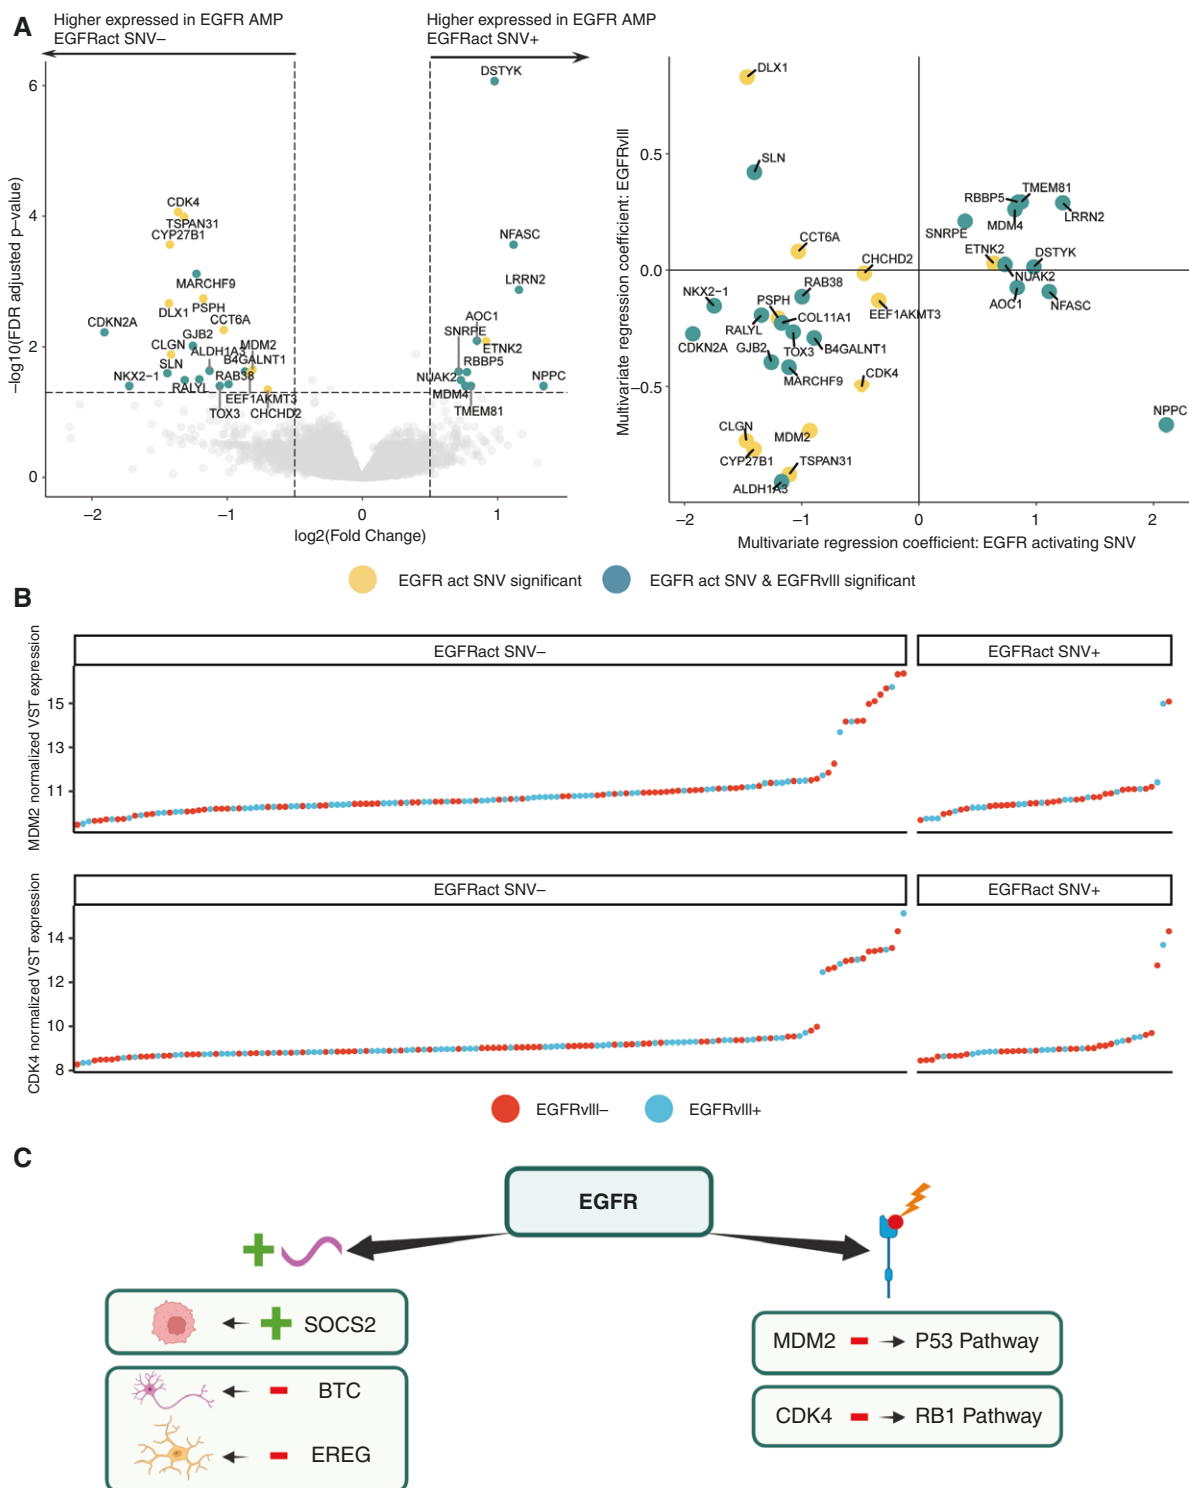 A
Higher expressed in EGFR AMP
EGFRact SNV–
Higher expressed in EGFR AMP
EGFRact SNV+
–log10(FDR adjusted p–value)
6
4
2
0
–2
–1
0
1
log2(Fold Change)
DSTYK
CDK4
TSPAN31
CYP27B1
NFASC
MARCHF9
LRRN2
PSPH
DLX1
CCT6A
AOC1
CDKN2A
GJB2
SNRPE
CLGN
ALDH1A3
MDM2
ETNK2
SLN
B4GALNT1
RBBP5
NKX2–1
RAB38
NUAK2
NPPC
RALYL
EEF1AKMT3
MDM4
TOX3
CHCHD2
TMEM81
Multivariate regression coefficient: EGFRvIII
0.5
0.0
–0.5
–2
–1
0
1
2
Multivariate regression coefficient: EGFR activating SNV
DLX1
SLN
RBBP5
TMEM81
LRRN2
MDM4
SNRPE
CCT6A
ETNK2
DSTYK
CHCHD2
NUAK2
RAB38
NKX2–1
PSPH
AOC1
NFASC
COL11A1
EEF1AKMT3
RALYL
CDKN2A
GJB2
TOX3
B4GALNT1
MARCHF9
CDK4
NPPC
CLGN
MDM2
CYP27B1
TSPAN31
ALDH1A3
EGFR act SNV significant
EGFR act SNV & EGFRvIII significant
B
MDM2 normalized VST expression
EGFRact SNV–
EGFRact SNV+
15
13
11
CDK4 normalized VST expression
EGFRact SNV–
EGFRact SNV+
14
12
10
8
EGFRvIII–
EGFRvIII+
C
EGFR
SOCS2
BTC
EREG
MDM2
P53 Pathway
CDK4
RB1 Pathway